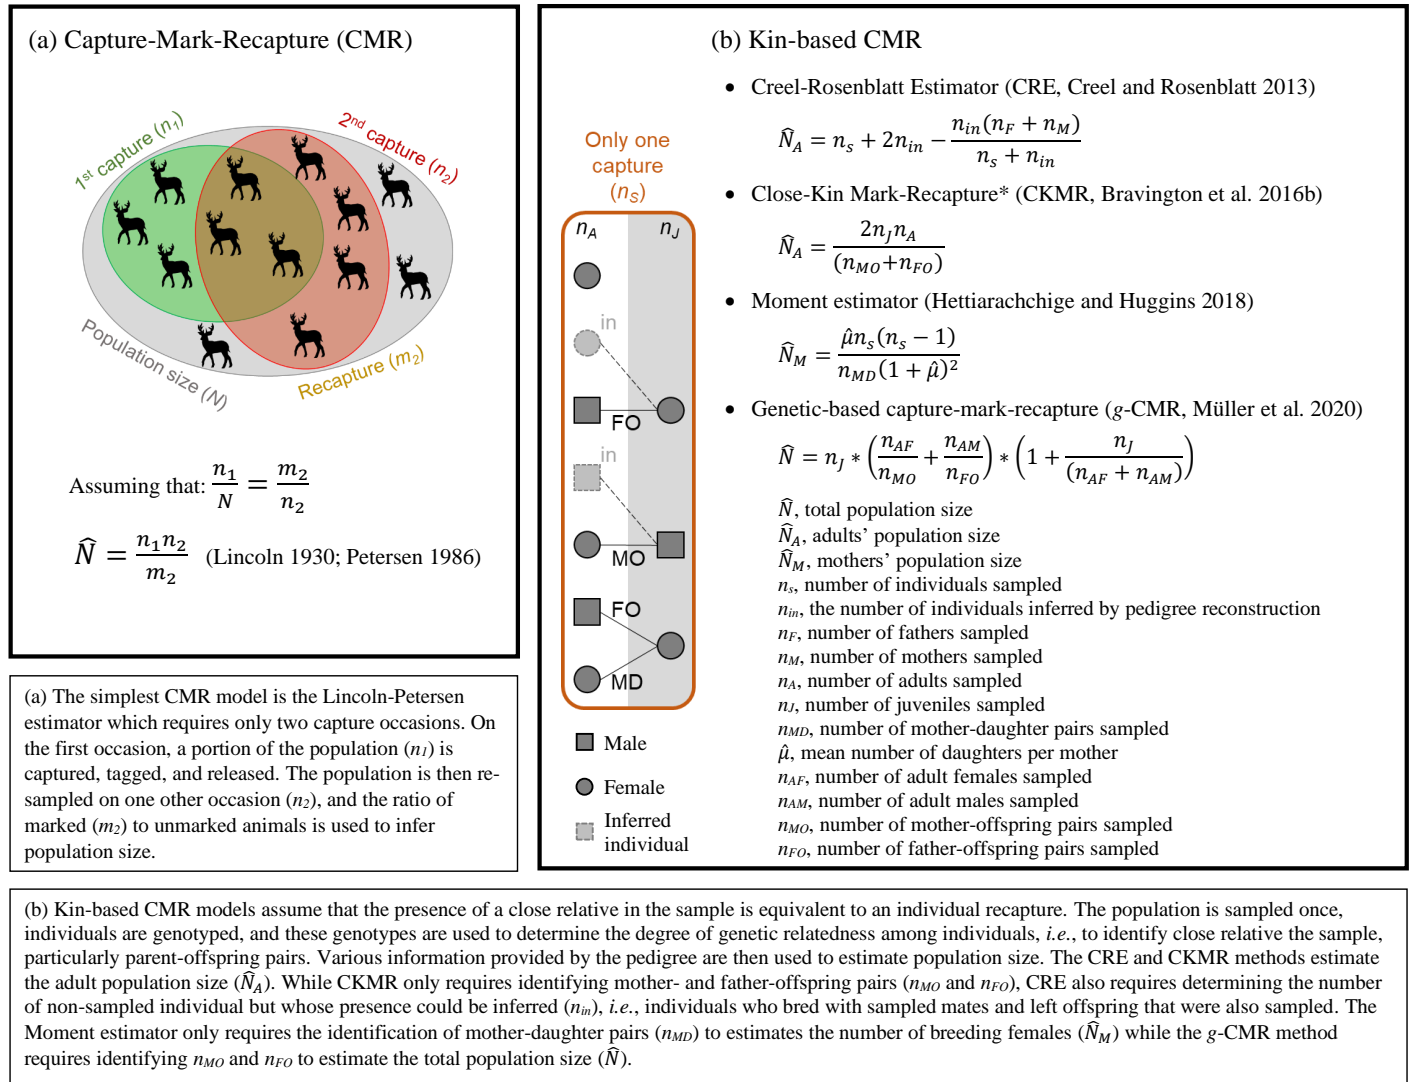 (a) Capture-Mark-Recapture (CMR)
1st capture (n1)
2nd capture (n2)
Population size (N)
Recapture (m2)
Assuming that: n1/N = m2/n2
N̂ = n1n2/m2 (Lincoln 1930; Petersen 1986)
(a) The simplest CMR model is the Lincoln-Petersen
estimator which requires only two capture occasions. On
the first occasion, a portion of the population (n1) is
captured, tagged, and released. The population is then re-
sampled on one other occasion (n2), and the ratio of
marked (m2) to unmarked animals is used to infer
population size.
(b) Kin-based CMR
Only one
capture
(nS)
nA nJ
in
FO
in
MO
FO
MD
Male
Female
Inferred
individual
• Creel-Rosenblatt Estimator (CRE, Creel and Rosenblatt 2013)
N̂A = ns + 2nin − nin(nF + nM)/(ns + nin)
• Close-Kin Mark-Recapture* (CKMR, Bravington et al. 2016b)
N̂A = 2nJnA/(nMO+nFO)
• Moment estimator (Hettiarachchige and Huggins 2018)
N̂M = μ̂ns(ns − 1)/nMD(1 + μ̂)²
• Genetic-based capture-mark-recapture (g-CMR, Müller et al. 2020)
N̂ = nJ * (nAF/nMO + nAM/nFO) * (1 + nJ/(nAF + nAM))
N̂, total population size
N̂A, adults' population size
N̂M, mothers' population size
ns, number of individuals sampled
nin, the number of individuals inferred by pedigree reconstruction
nF, number of fathers sampled
nM, number of mothers sampled
nA, number of adults sampled
nJ, number of juveniles sampled
nMD, number of mother-daughter pairs sampled
μ̂, mean number of daughters per mother
nAF, number of adult females sampled
nAM, number of adult males sampled
nMO, number of mother-offspring pairs sampled
nFO, number of father-offspring pairs sampled
(b) Kin-based CMR models assume that the presence of a close relative in the sample is equivalent to an individual recapture. The population is sampled once,
individuals are genotyped, and these genotypes are used to determine the degree of genetic relatedness among individuals, i.e., to identify close relative the sample,
particularly parent-offspring pairs. Various information provided by the pedigree are then used to estimate population size. The CRE and CKMR methods estimate
the adult population size (N̂A). While CKMR only requires identifying mother- and father-offspring pairs (nMO and nFO), CRE also requires determining the number
of non-sampled individual but whose presence could be inferred (nin), i.e., individuals who bred with sampled mates and left offspring that were also sampled. The
Moment estimator only requires the identification of mother-daughter pairs (nMD) to estimates the number of breeding females (N̂M) while the g-CMR method
requires identifying nMO and nFO to estimate the total population size (N̂).